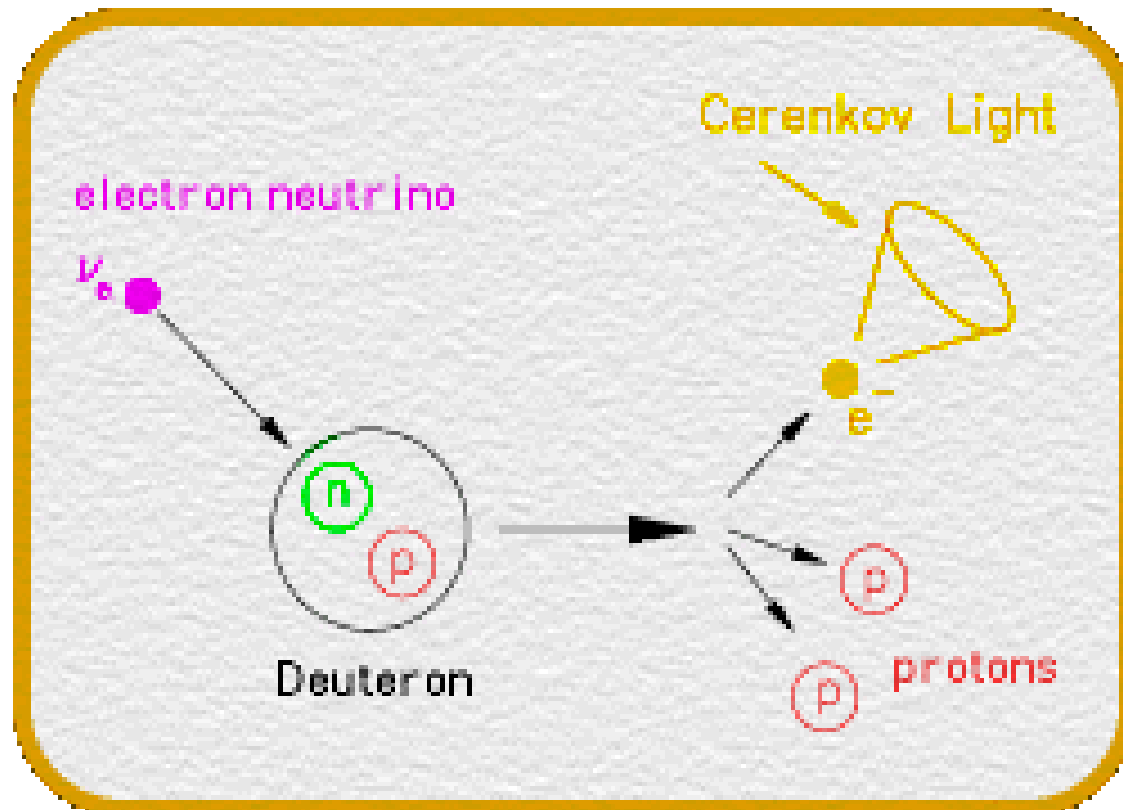 Cerenkov Light
electron neutrino
νe
e-
n
p
p
Deuteron
protons
p